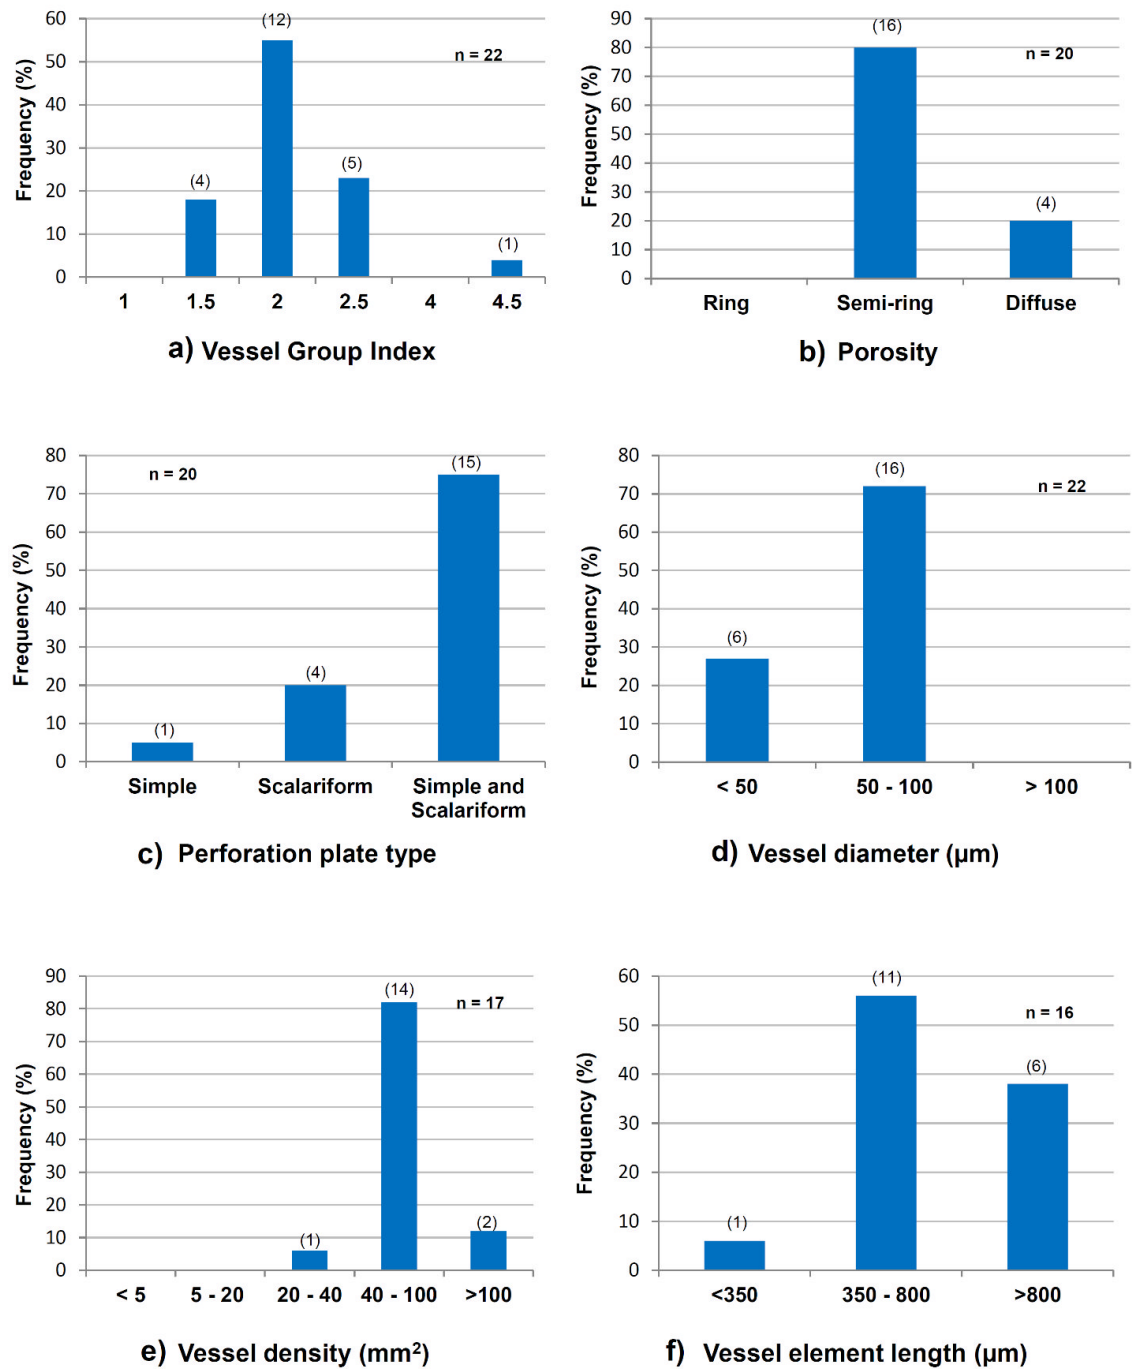 60
50
40
30
20
10
0
Frequency (%)
(12)
n = 22
(4)
(5)
(1)
1 1.5 2 2.5 4 4.5
a) Vessel Group Index
90
80
70
60
50
40
30
20
10
0
Frequency (%)
(16)
n = 20
(4)
Ring Semi-ring Diffuse
b) Porosity
80
70
60
50
40
30
20
10
0
Frequency (%)
n = 20
(15)
(4)
(1)
Simple Scalariform Simple and
Scalariform
c) Perforation plate type
80
70
60
50
40
30
20
10
0
Frequency (%)
(16)
n = 22
(6)
< 50 50 - 100 > 100
d) Vessel diameter (µm)
90
80
70
60
50
40
30
20
10
0
Frequency (%)
(14)
n = 17
(1)
(2)
< 5 5 - 20 20 - 40 40 - 100 >100
e) Vessel density (mm²)
60
50
40
30
20
10
0
Frequency (%)
(11)
n = 16
(6)
(1)
<350 350 - 800 >800
f) Vessel element length (µm)